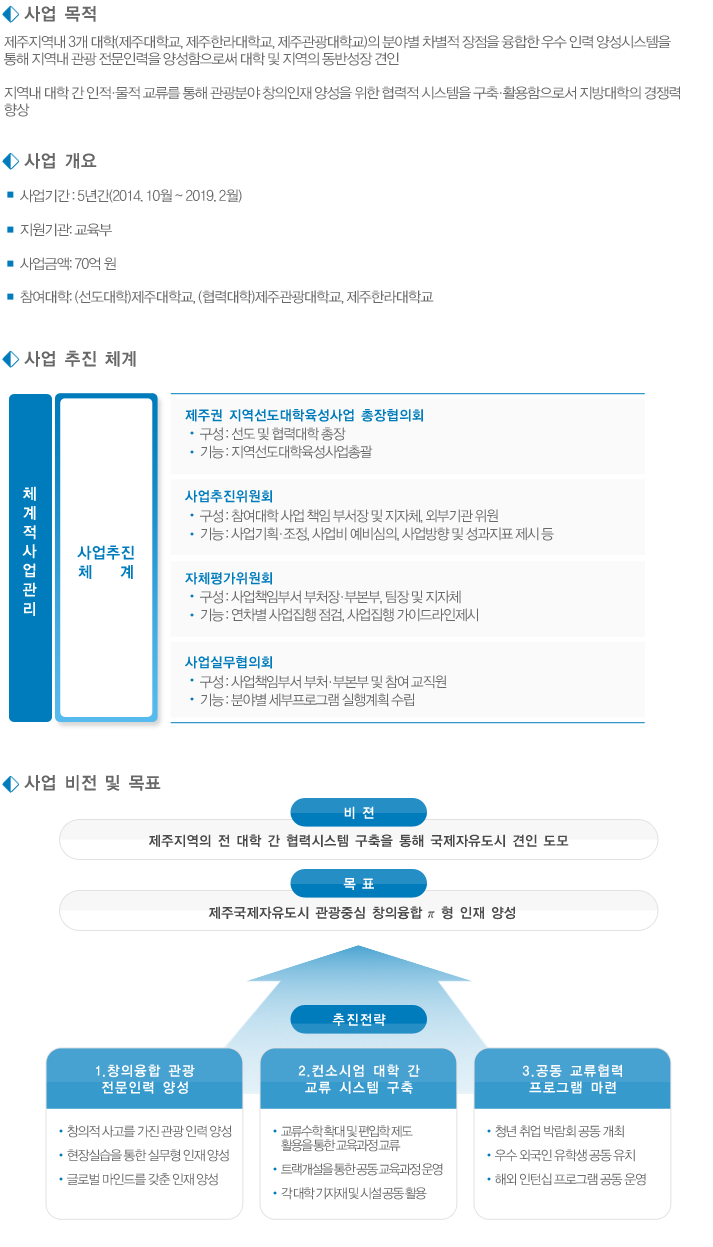 사업 목적
제주지역내 3개 대학(제주대학교, 제주한라대학교, 제주관광대학교)의 분야별 차별적 장점을 융합한 우수 인력 양성시스템을
통해 지역내 관광 전문인력을 양성함으로써 대학 및 지역의 동반성장 견인
지역내 대학 간 인적·물적 교류를 통해 관광분야 창의인재 양성을 위한 협력적 시스템을 구축·활용함으로서 지방대학의 경쟁력
향상
사업 개요
사업기간 : 5년간(2014. 10월 ~ 2019. 2월)
지원기관: 교육부
사업금액: 70억 원
참여대학: (선도대학)제주대학교, (협력대학)제주관광대학교, 제주한라대학교
사업 추진 체계
체계적사업관리
사업추진
체 계
제주권 지역선도대학육성사업 총장협의회
• 구성 : 선도 및 협력대학 총장
• 기능 : 지역선도대학육성사업총괄
사업추진위원회
• 구성 : 참여대학 사업 책임 부서장 및 지자체, 외부기관 위원
• 기능 : 사업기획·조정, 사업비 예비심의, 사업방향 및 성과지표 제시 등
자체평가위원회
• 구성 : 사업책임부서 부처장·부본부, 팀장 및 지자체
• 기능 : 연차별 사업집행 점검, 사업집행 가이드라인제시
사업실무협의회
• 구성 : 사업책임부서 부처·부본부 및 참여 교직원
• 기능 : 분야별 세부프로그램 실행계획 수립
사업 비전 및 목표
비 젼
제주지역의 전 대학 간 협력시스템 구축을 통해 국제자유도시 견인 도모
목 표
제주국제자유도시 관광중심 창의융합 π 형 인재 양성
추진전략
1.창의융합 관광
전문인력 양성
• 창의적 사고를 가진 관광 인력 양성
• 현장실습을 통한 실무형 인재 양성
• 글로벌 마인드를 갖춘 인재 양성
2.컨소시엄 대학 간
교류 시스템 구축
• 교류수학 확대 및 편입학 제도
활용을 통한 교육과정 교류
• 트랙개설을 통한 공동 교육과정 운영
• 각 대학 기자재 및 시설 공동 활용
3.공동 교류협력
프로그램 마련
• 청년 취업 박람회 공동 개최
• 우수 외국인 유학생 공동 유치
• 해외 인턴십 프로그램 공동 운영